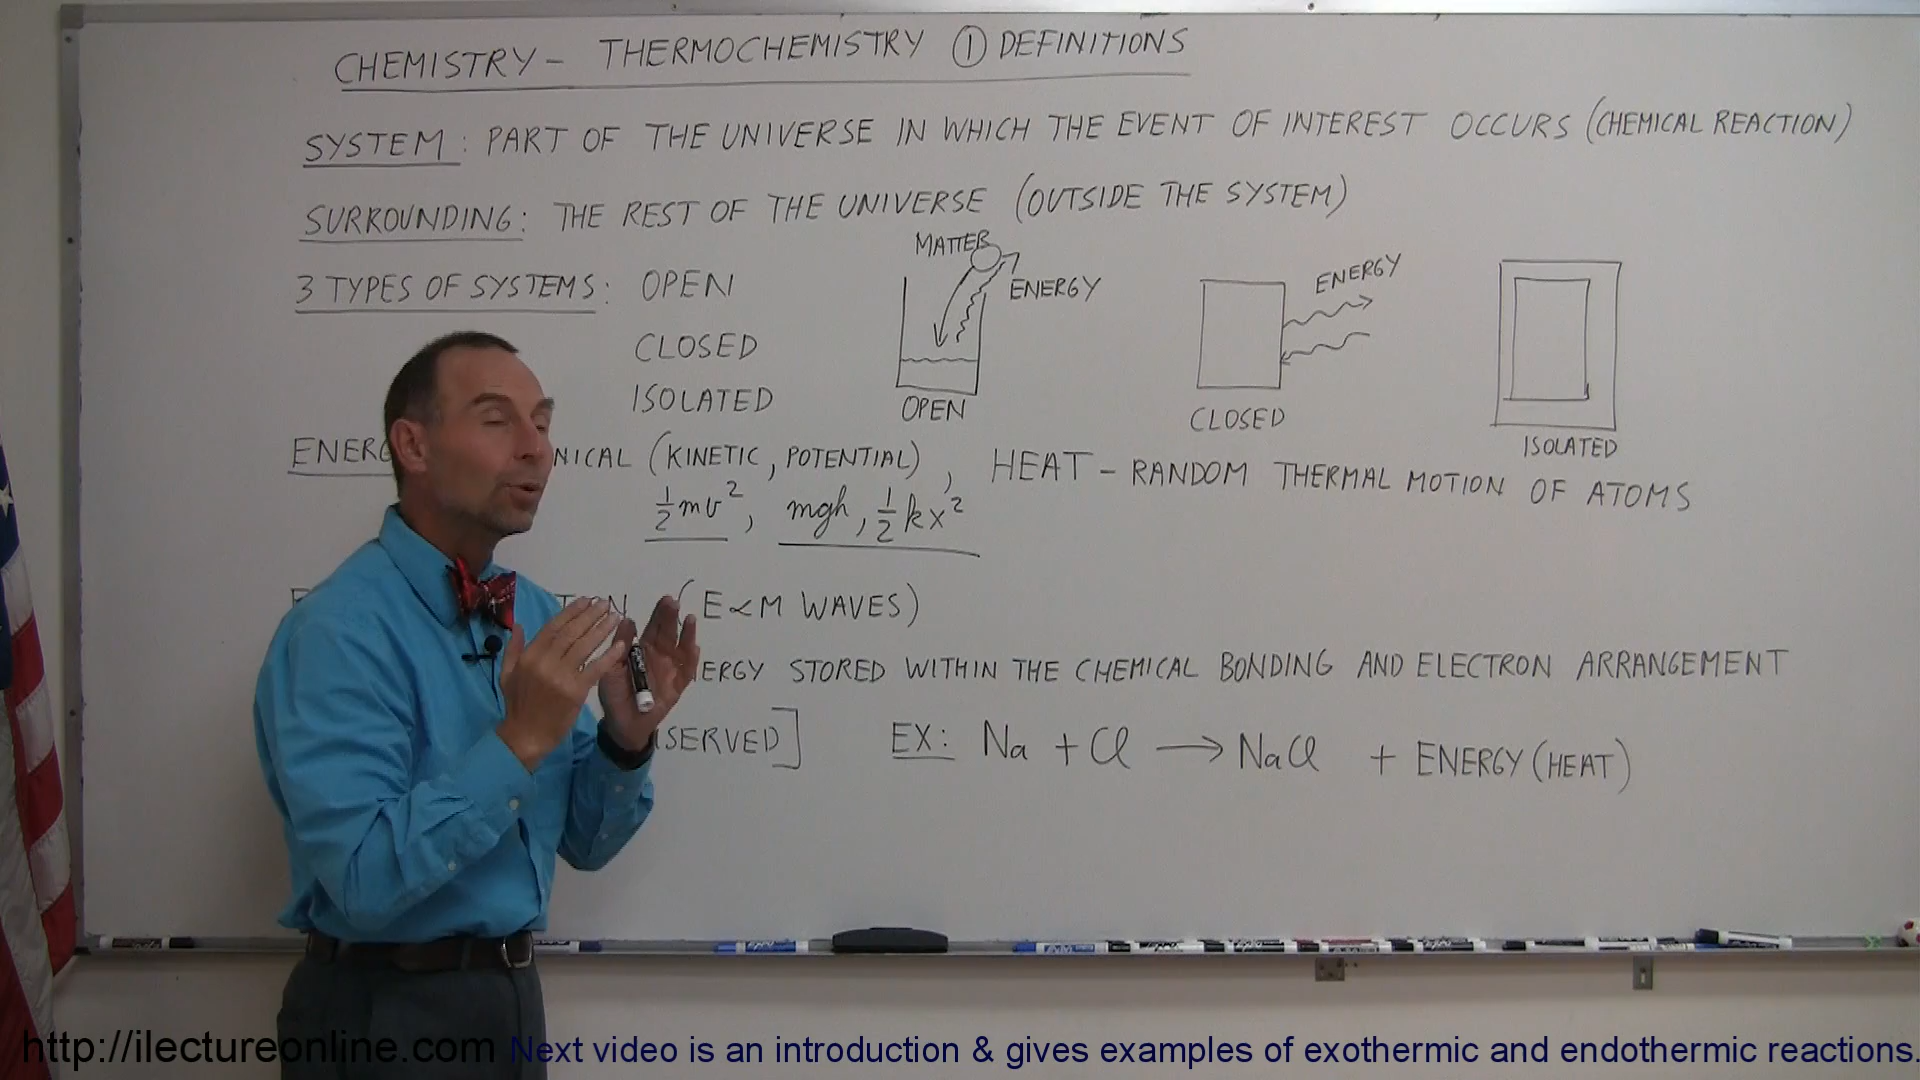 CHEMISTRY – THERMOCHEMISTRY ① DEFINITIONS
SYSTEM: PART OF THE UNIVERSE IN WHICH THE EVENT OF INTEREST OCCURS (CHEMICAL REACTION)
SURROUNDING: THE REST OF THE UNIVERSE (OUTSIDE THE SYSTEM)
MATTER
ENERGY
ENERGY
3 TYPES OF SYSTEMS: OPEN
CLOSED
ISOLATED
OPEN
CLOSED
ISOLATED
ENERG NICAL (KINETIC, POTENTIAL), HEAT – RANDOM THERMAL MOTION OF ATOMS
½mv², mgh, ½kx²
TION (E∝M WAVES)
ERGY STORED WITHIN THE CHEMICAL BONDING AND ELECTRON ARRANGEMENT
SERVED] EX: Na + Cl → NaCl + ENERGY (HEAT)
http://ilectureonline.com Next video is an introduction & gives examples of exothermic and endothermic reactions.